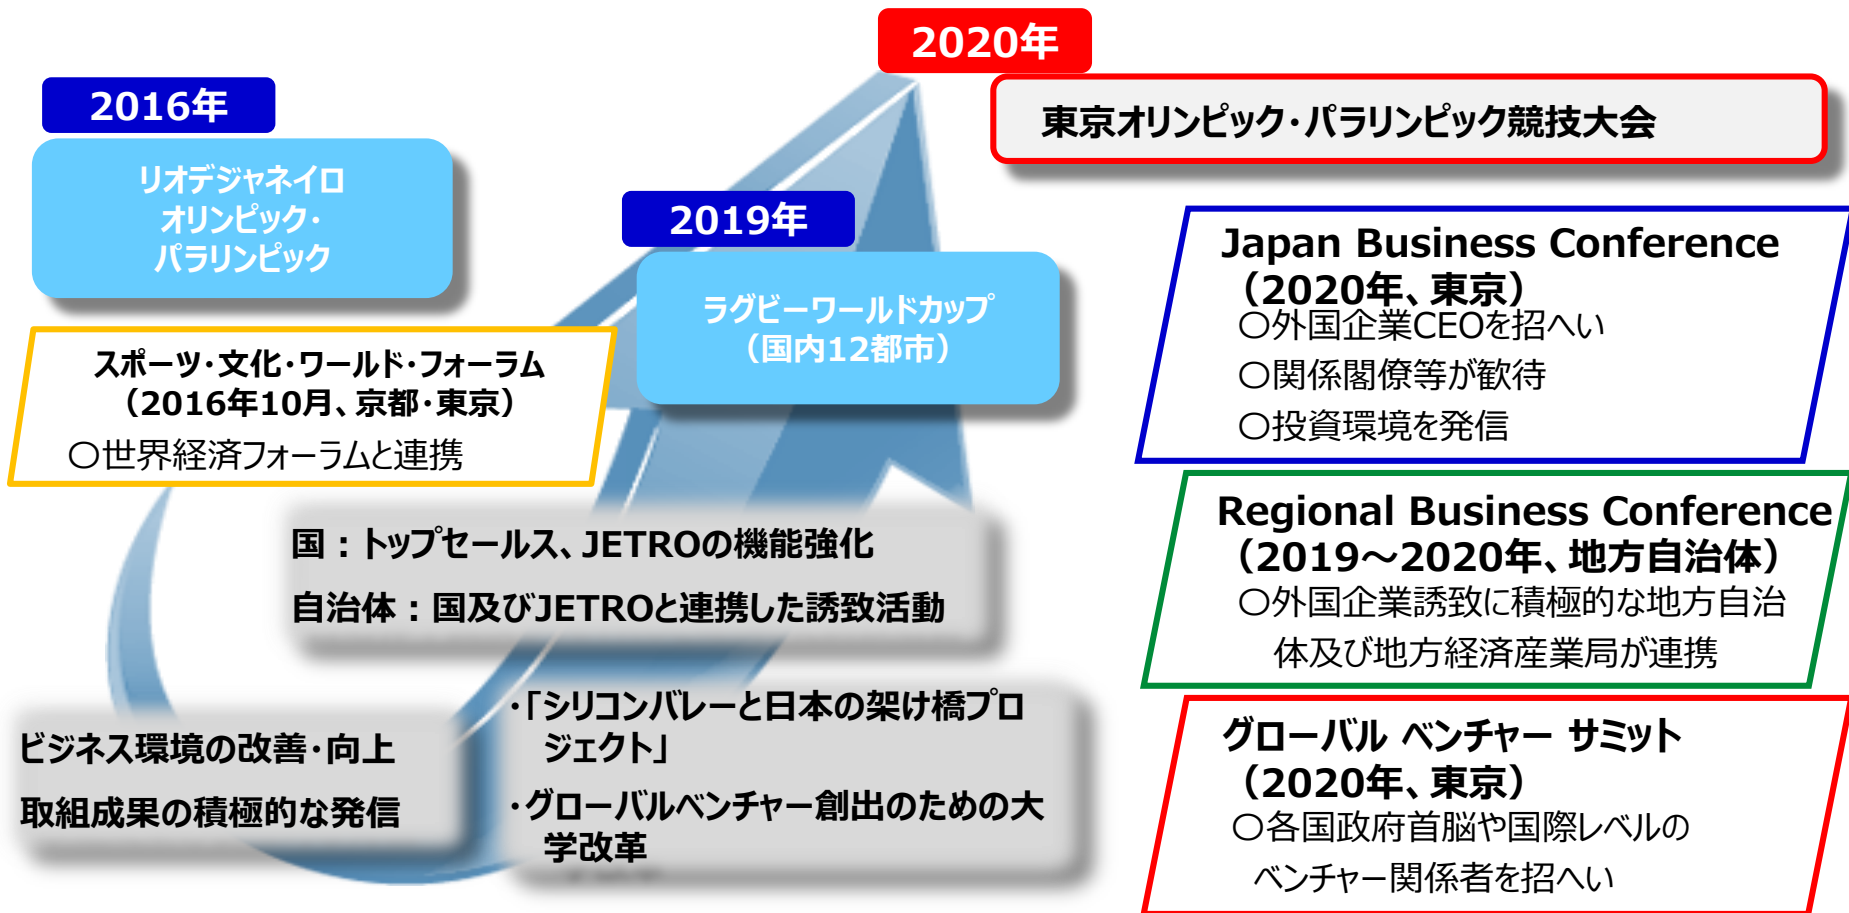 2020年
東京オリンピック・パラリンピック競技大会
2016年
リオデジャネイロ
オリンピック・
パラリンピック
2019年
ラグビーワールドカップ
（国内12都市）
スポーツ・文化・ワールド・フォーラム
（2016年10月、京都・東京）
〇世界経済フォーラムと連携
国：トップセールス、JETROの機能強化
自治体：国及びJETROと連携した誘致活動
ビジネス環境の改善・向上
取組成果の積極的な発信
・「シリコンバレーと日本の架け橋プロ
ジェクト」
・グローバルベンチャー創出のための大
学改革
Japan Business Conference
（2020年、東京）
〇外国企業CEOを招へい
〇関係閣僚等が歓待
〇投資環境を発信
Regional Business Conference
（2019～2020年、地方自治体）
〇外国企業誘致に積極的な地方自治
体及び地方経済産業局が連携
グローバル ベンチャー サミット
（2020年、東京）
〇各国政府首脳や国際レベルの
ベンチャー関係者を招へい